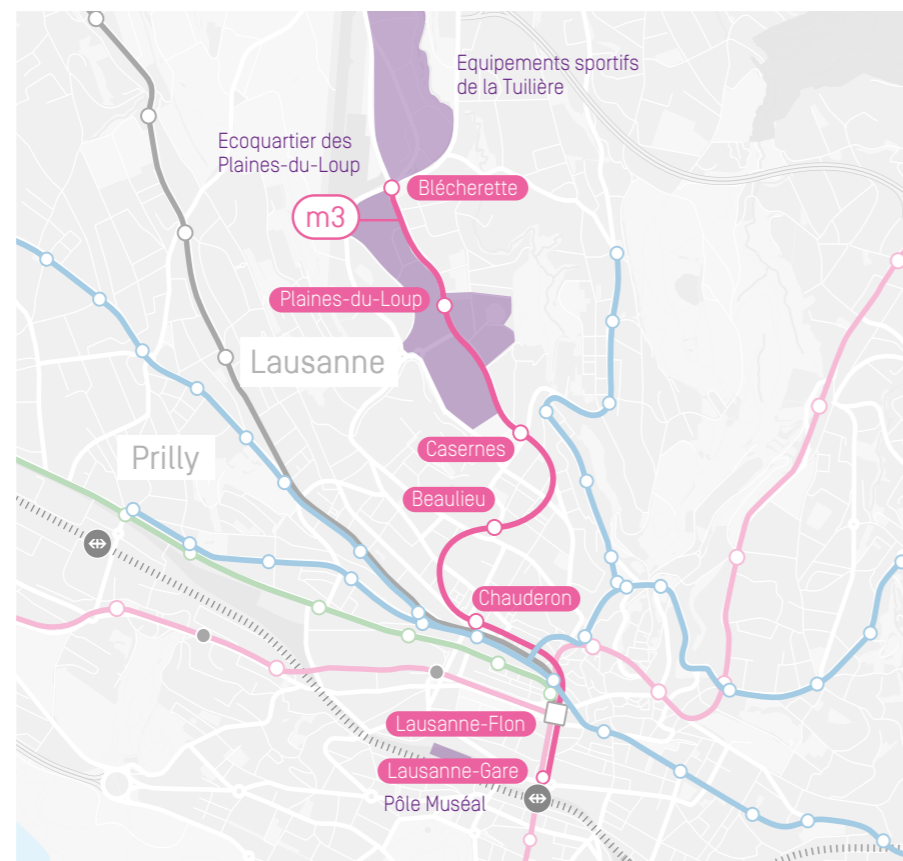 Equipements sportifs
de la Tuilière
Ecoquartier des
Plaines-du-Loup
Blécherette
m3
Plaines-du-Loup
Lausanne
Casernes
Prilly
Beaulieu
Chauderon
Lausanne-Flon
Lausanne-Gare
Pôle Muséal